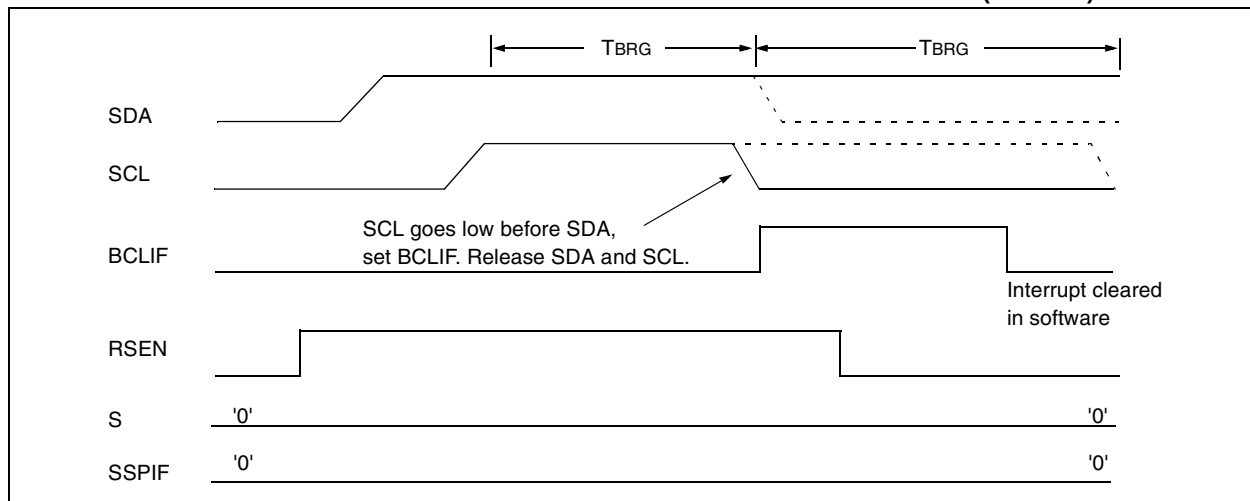 TBRG TBRG
SDA
SCL
SCL goes low before SDA,
set BCLIF. Release SDA and SCL.
BCLIF
Interrupt cleared
in software
RSEN
S '0' '0'
SSPIF '0' '0'